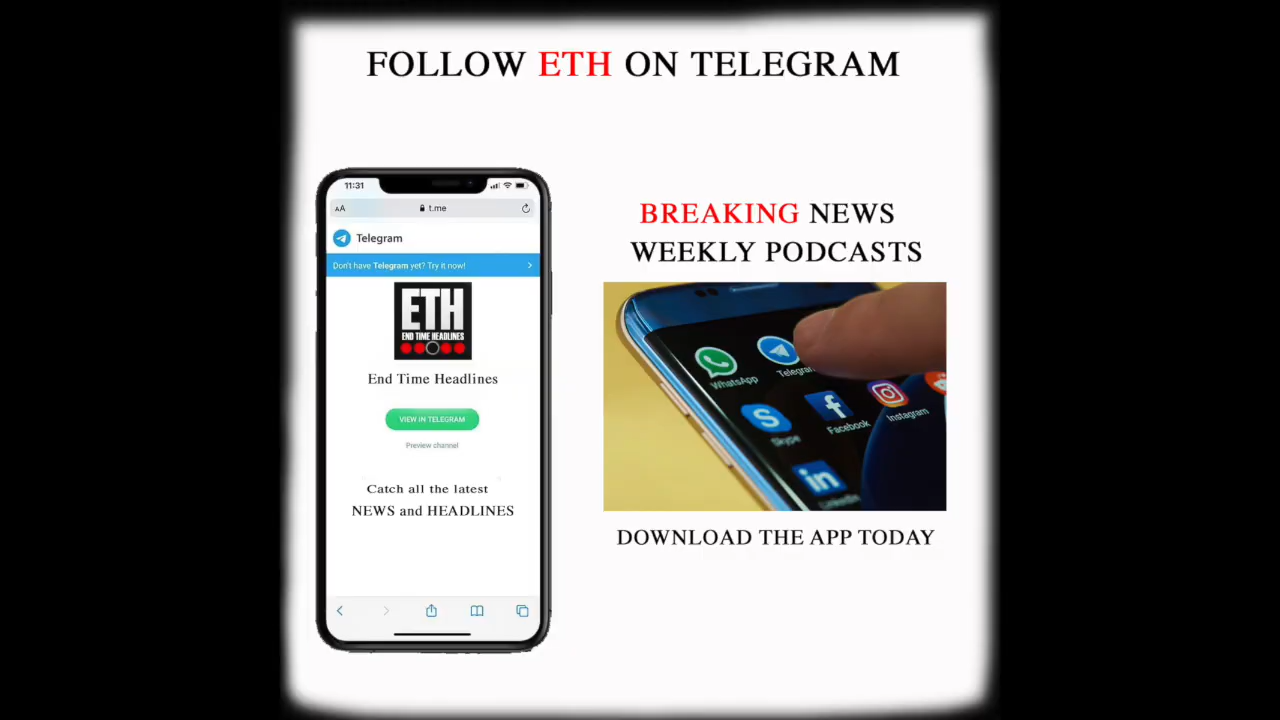 FOLLOW ETH ON TELEGRAM
11:31
AA
t.me
Telegram
Don't have Telegram yet? Try it now!
ETH
END TIME HEADLINES
End Time Headlines
VIEW IN TELEGRAM
Preview channel
Catch all the latest
NEWS and HEADLINES
BREAKING NEWS
WEEKLY PODCASTS
WhatsApp
Telegram
Skype
Facebook
Instagram
in
LinkedIn
DOWNLOAD THE APP TODAY